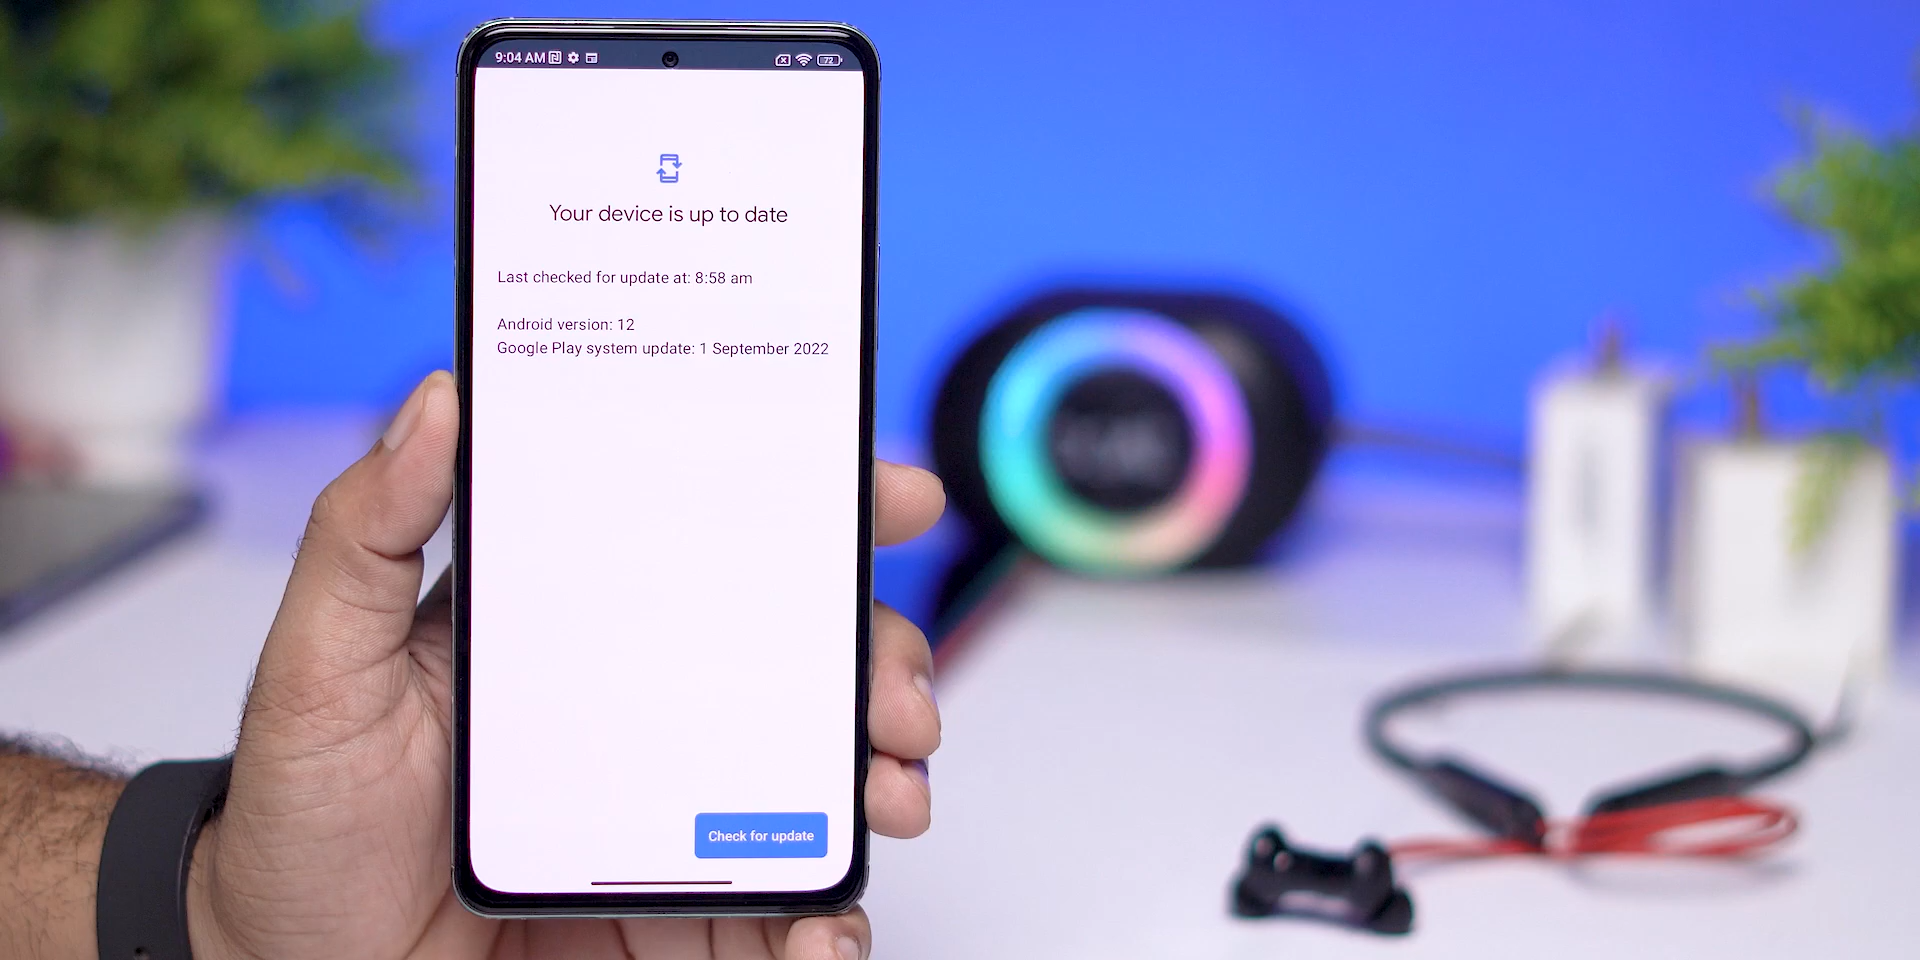 9:04 AM
72
Your device is up to date
Last checked for update at: 8:58 am
Android version: 12
Google Play system update: 1 September 2022
Check for update